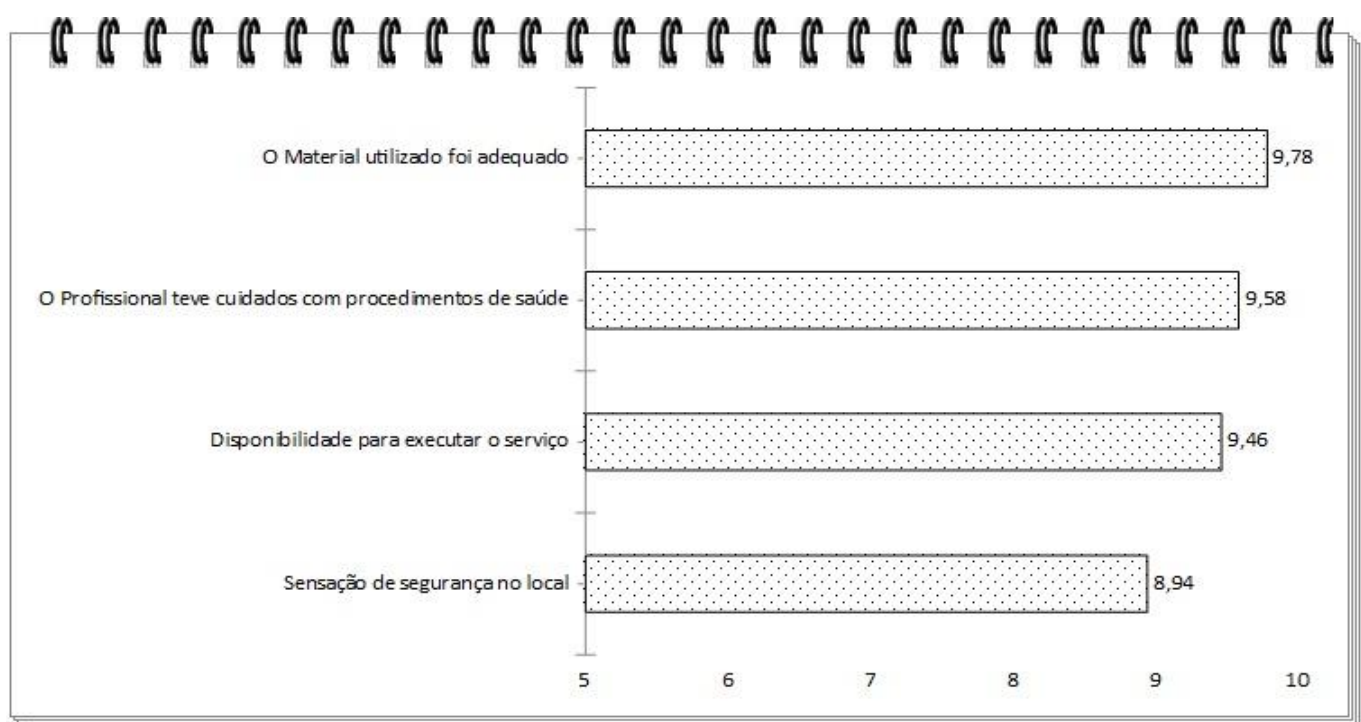 O Material utilizado foi adequado
9,78
O Profissional teve cuidados com procedimentos de saúde
9,58
Disponibilidade para executar o serviço
9,46
Sensação de segurança no local
8,94
5 6 7 8 9 10